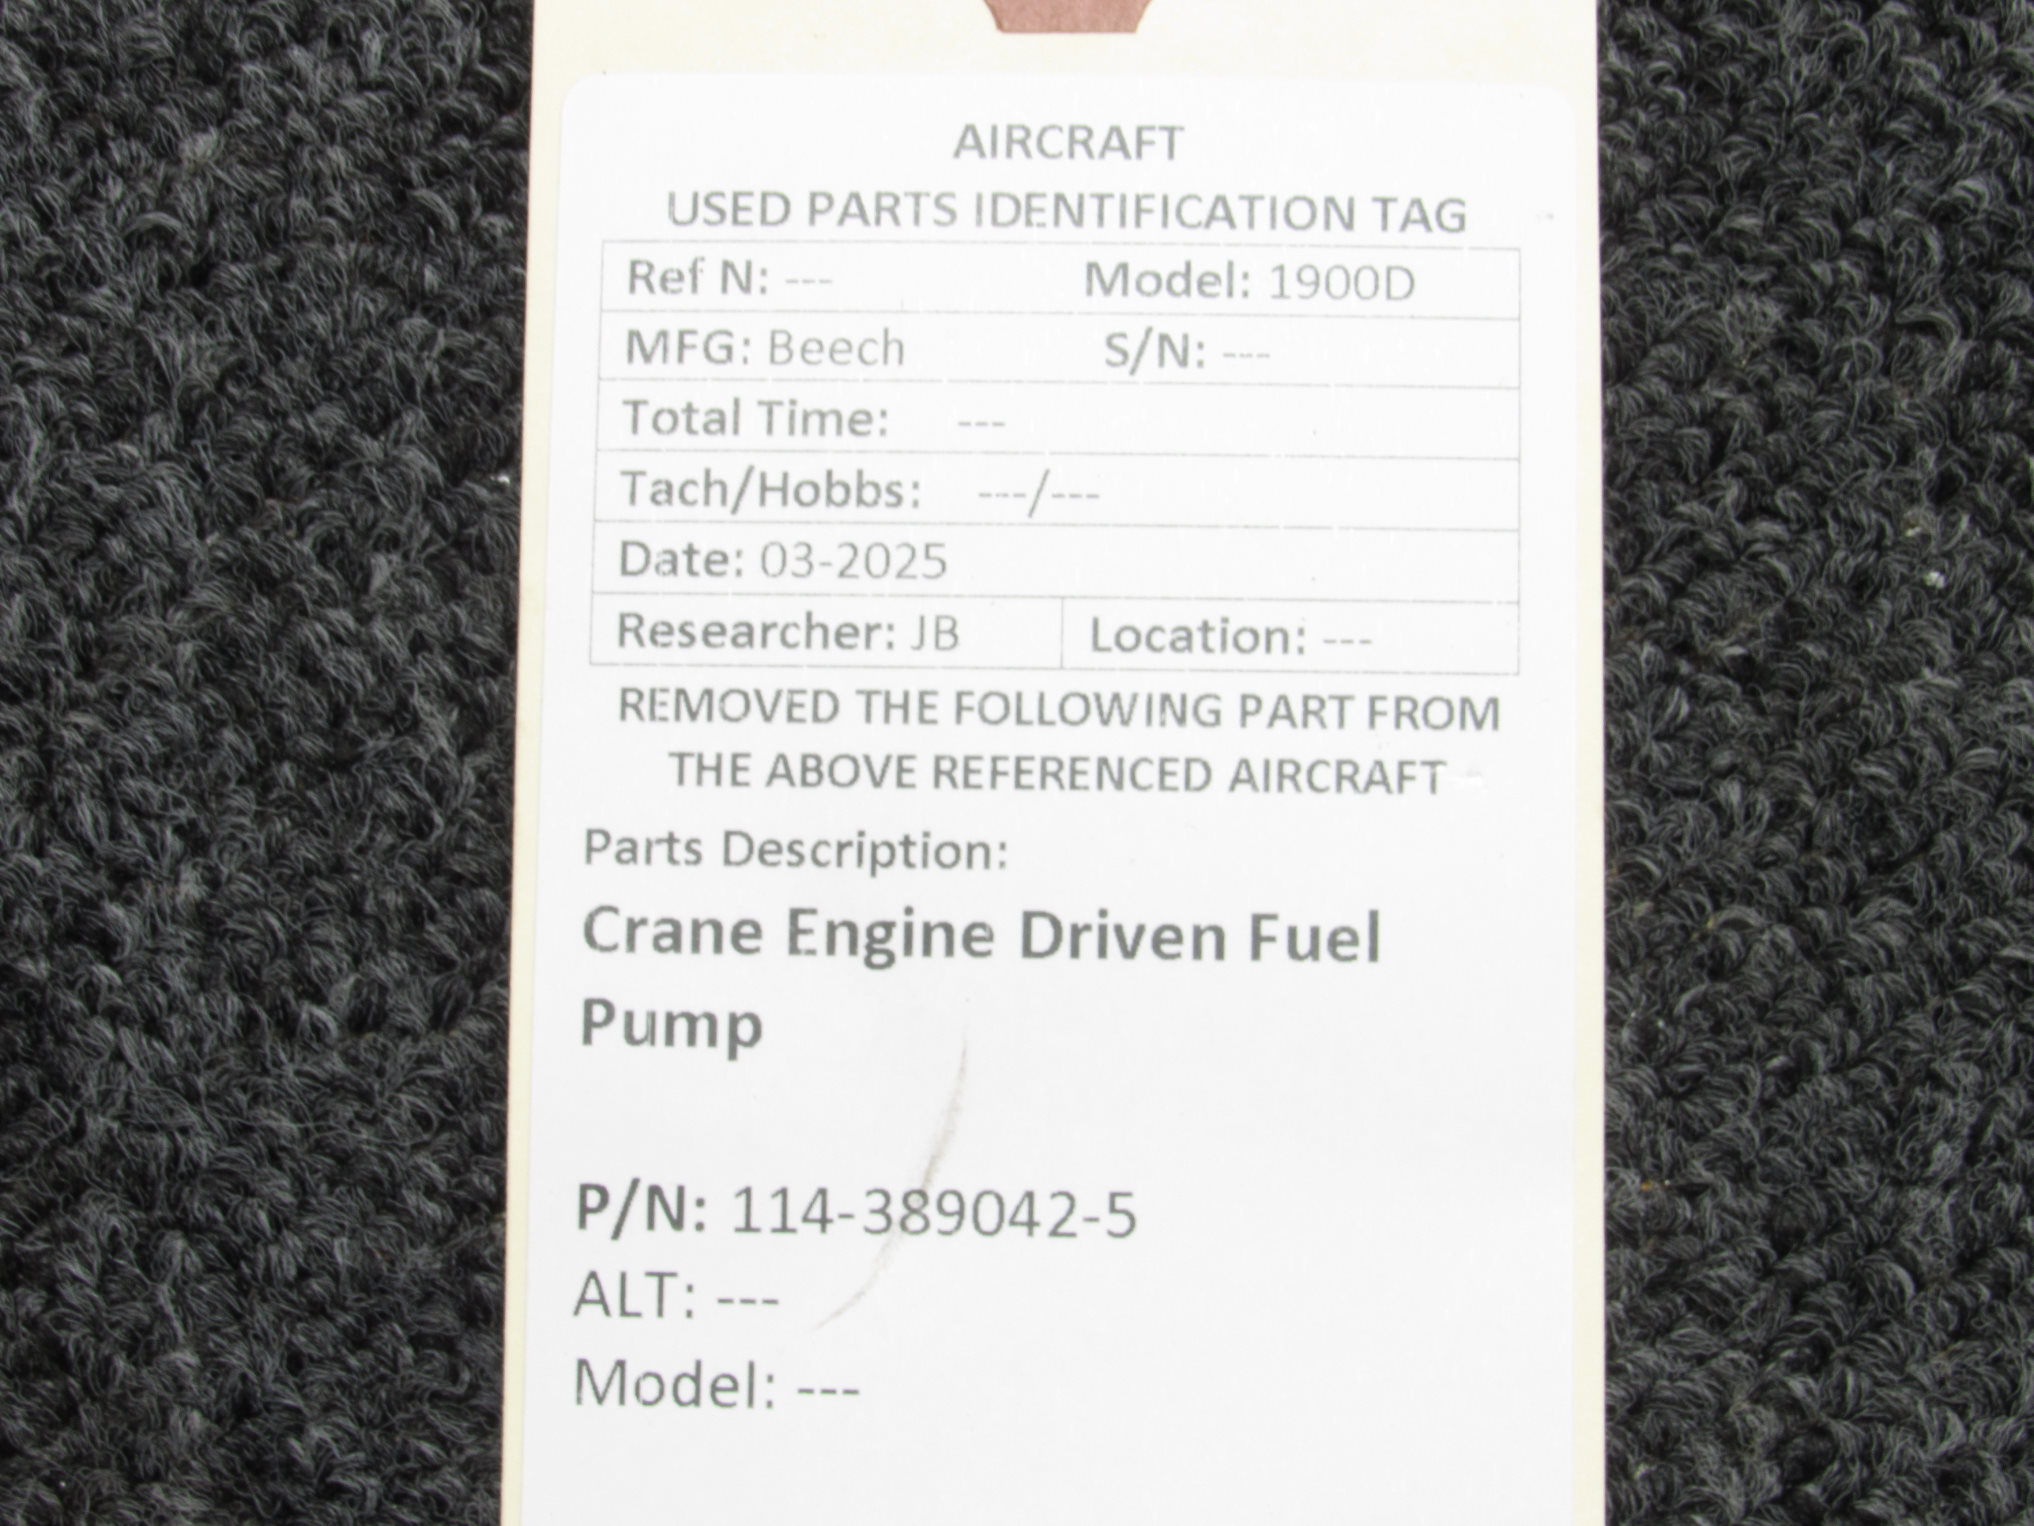 AIRCRAFT
USED PARTS IDENTIFICATION TAG
Ref N: --- Model: 1900D
MFG: Beech S/N: ---
Total Time: ---
Tach/Hobbs: ---/---
Date: 03-2025
Researcher: JB Location: ---
REMOVED THE FOLLOWING PART FROM
THE ABOVE REFERENCED AIRCRAFT
Parts Description:
Crane Engine Driven Fuel
Pump
P/N: 114-389042-5
ALT: ---
Model: ---